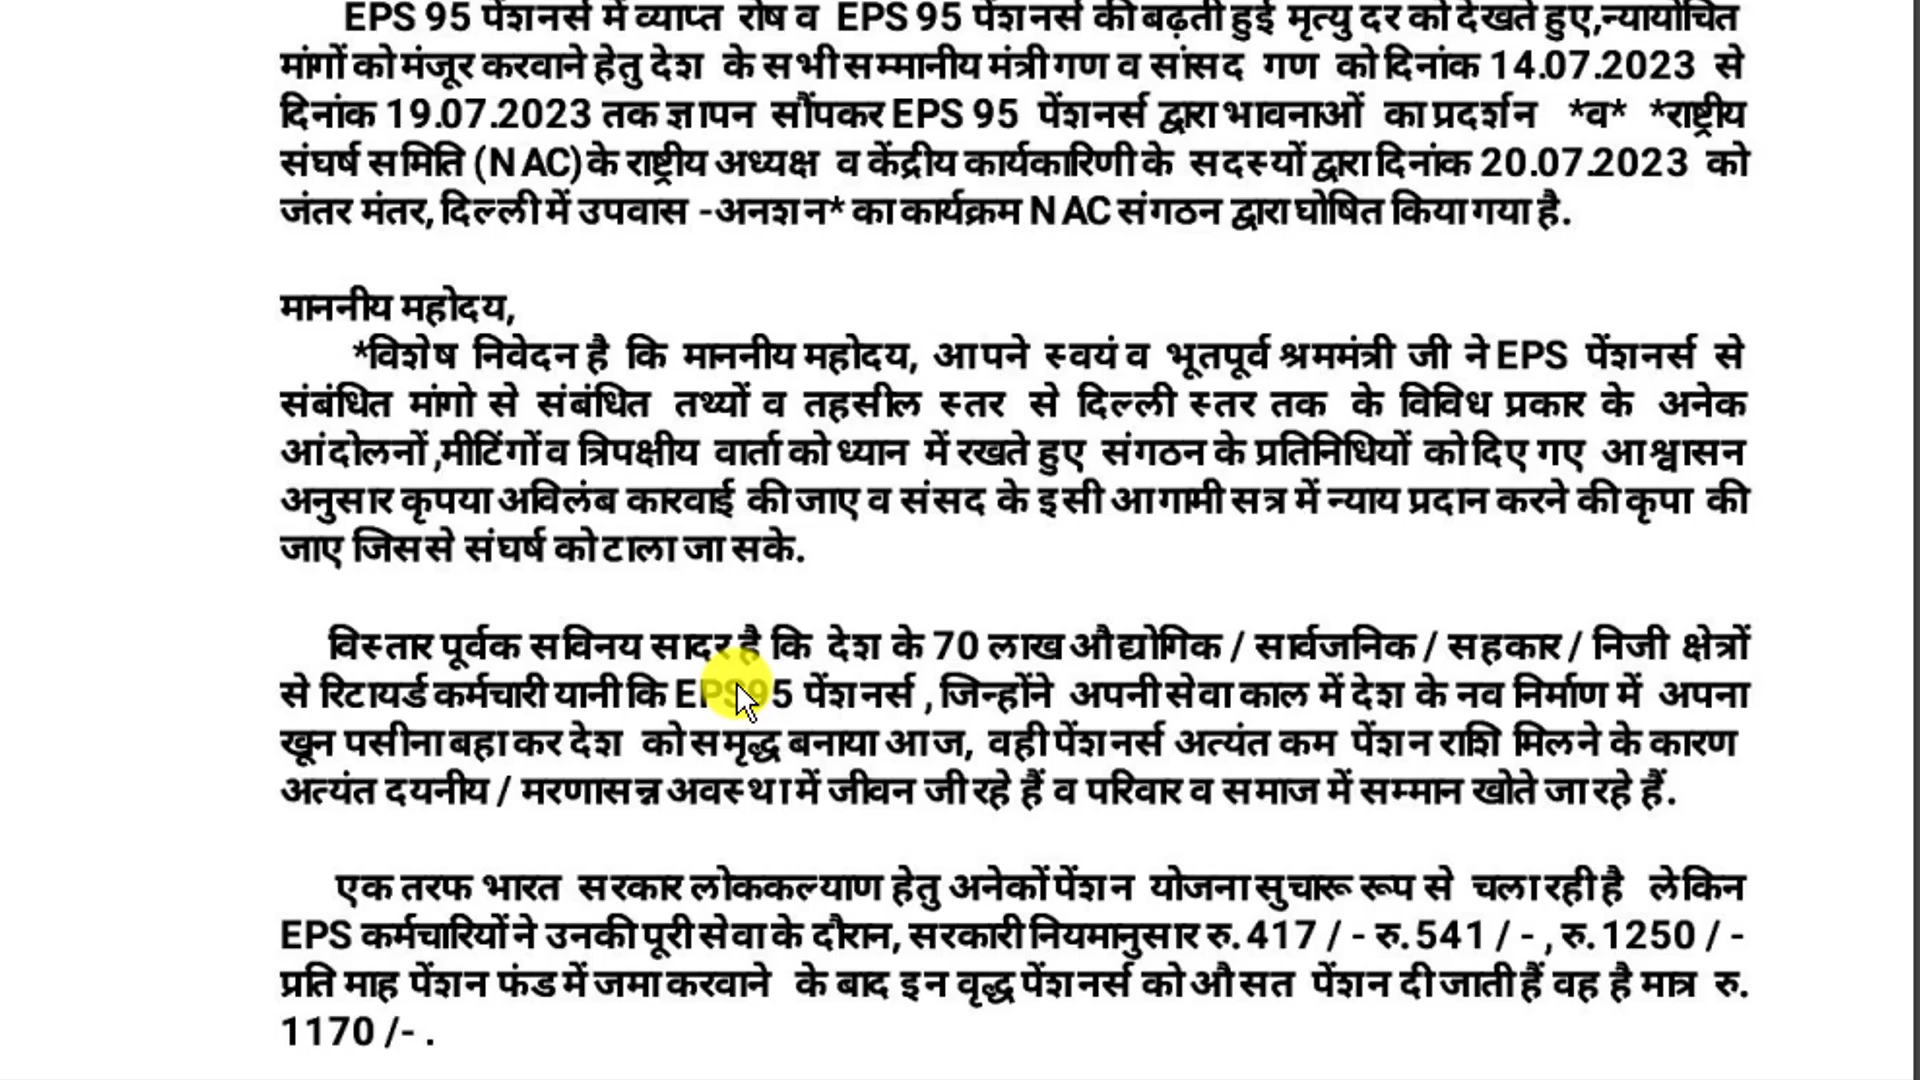 EPS 95 पेंशनर्स में व्याप्त रोष व EPS 95 पेंशनर्स की बढ़ती हुई मृत्यु दर को देखते हुए,न्यायोचित
मांगों को मंजूर करवाने हेतु देश के सभी सम्मानीय मंत्री गण व सांसद गण को दिनांक 14.07.2023 से
दिनांक 19.07.2023 तक ज्ञापन सौंपकर EPS 95 पेंशनर्स द्वारा भावनाओं का प्रदर्शन *व* *राष्ट्रीय
संघर्ष समिति (NAC) के राष्ट्रीय अध्यक्ष व केंद्रीय कार्यकारिणी के सदस्यों द्वारा दिनांक 20.07.2023 को
जंतर मंतर, दिल्ली में उपवास -अनशन* का कार्यक्रम NAC संगठन द्वारा घोषित किया गया है.
माननीय महोदय,
*विशेष निवेदन है कि माननीय महोदय, आपने स्वयं व भूतपूर्व श्रममंत्री जी ने EPS पेंशनर्स से
संबंधित मांगो से संबंधित तथ्यों व तहसील स्तर से दिल्ली स्तर तक के विविध प्रकार के अनेक
आंदोलनों ,मीटिंगों व त्रिपक्षीय वार्ता को ध्यान में रखते हुए संगठन के प्रतिनिधियों को दिए गए आश्वासन
अनुसार कृपया अविलंब कारवाई की जाए व संसद के इसी आगामी सत्र में न्याय प्रदान करने की कृपा की
जाए जिससे संघर्ष को टाला जा सके.
विस्तार पूर्वक सविनय सादर है कि देश के 70 लाख औद्योगिक / सार्वजनिक / सहकार / निजी क्षेत्रों
से रिटायर्ड कर्मचारी यानी कि EPS95 पेंशनर्स , जिन्होंने अपनी सेवा काल में देश के नव निर्माण में अपना
खून पसीना बहा कर देश को समृद्ध बनाया आज, वही पेंशनर्स अत्यंत कम पेंशन राशि मिलने के कारण
अत्यंत दयनीय / मरणासन्न अवस्था में जीवन जी रहे हैं व परिवार व समाज में सम्मान खोते जा रहे हैं.
एक तरफ भारत सरकार लोककल्याण हेतु अनेकों पेंशन योजना सुचारू रूप से चला रही है लेकिन
EPS कर्मचारियों ने उनकी पूरी सेवा के दौरान, सरकारी नियमानुसार रु.417 / - रु.541 / - , रु.1250 / -
प्रति माह पेंशन फंड में जमा करवाने के बाद इन वृद्ध पेंशनर्स को औसत पेंशन दी जाती हैं वह है मात्र रु.
1170 /- .